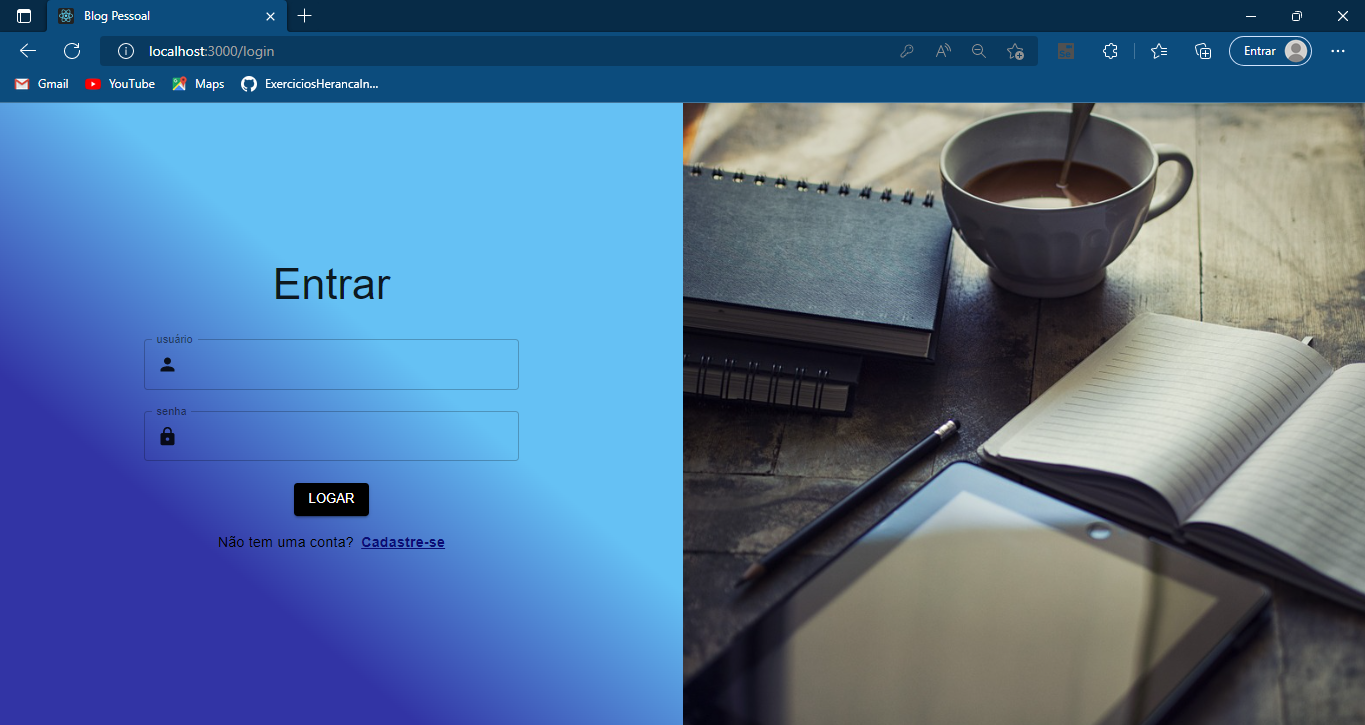 Blog Pessoal
localhost:3000/login
Entrar
Gmail YouTube Maps ExerciciosHerancaIn...
Entrar
usuário
senha
LOGAR
Não tem uma conta? Cadastre-se